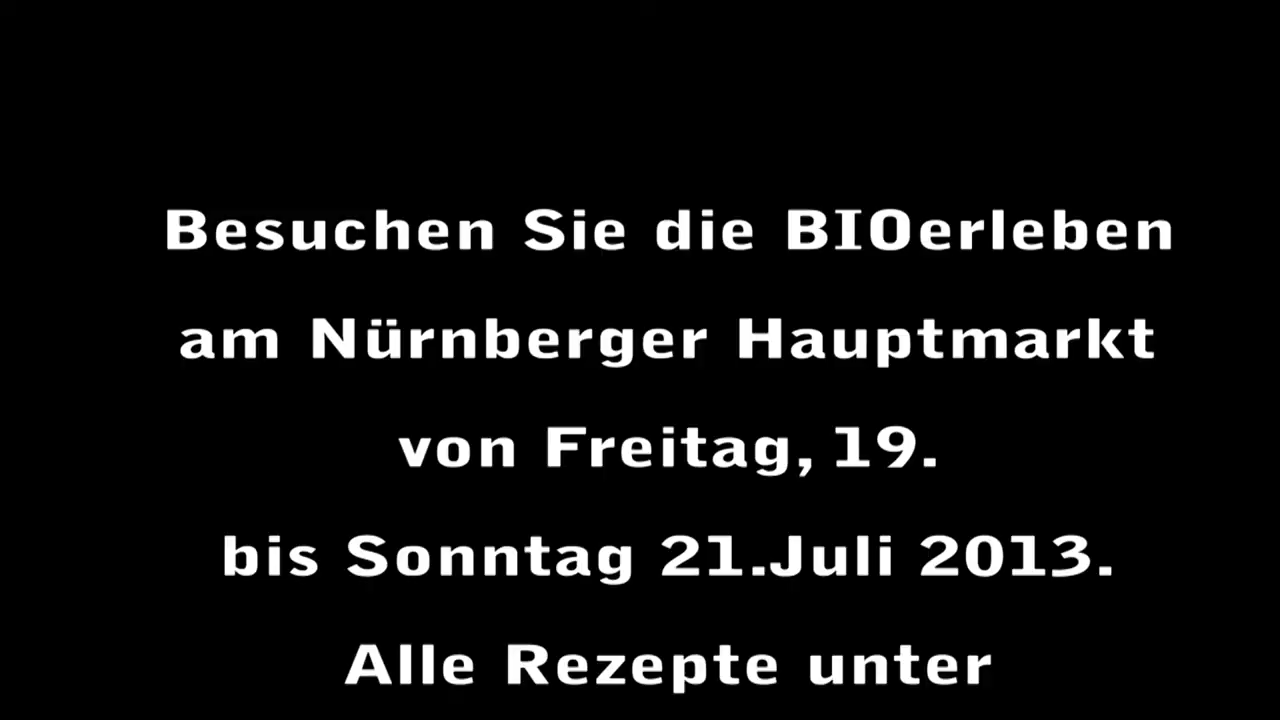 Besuchen Sie die BIOerleben
am Nürnberger Hauptmarkt
von Freitag, 19.
bis Sonntag 21.Juli 2013.
Alle Rezepte unter